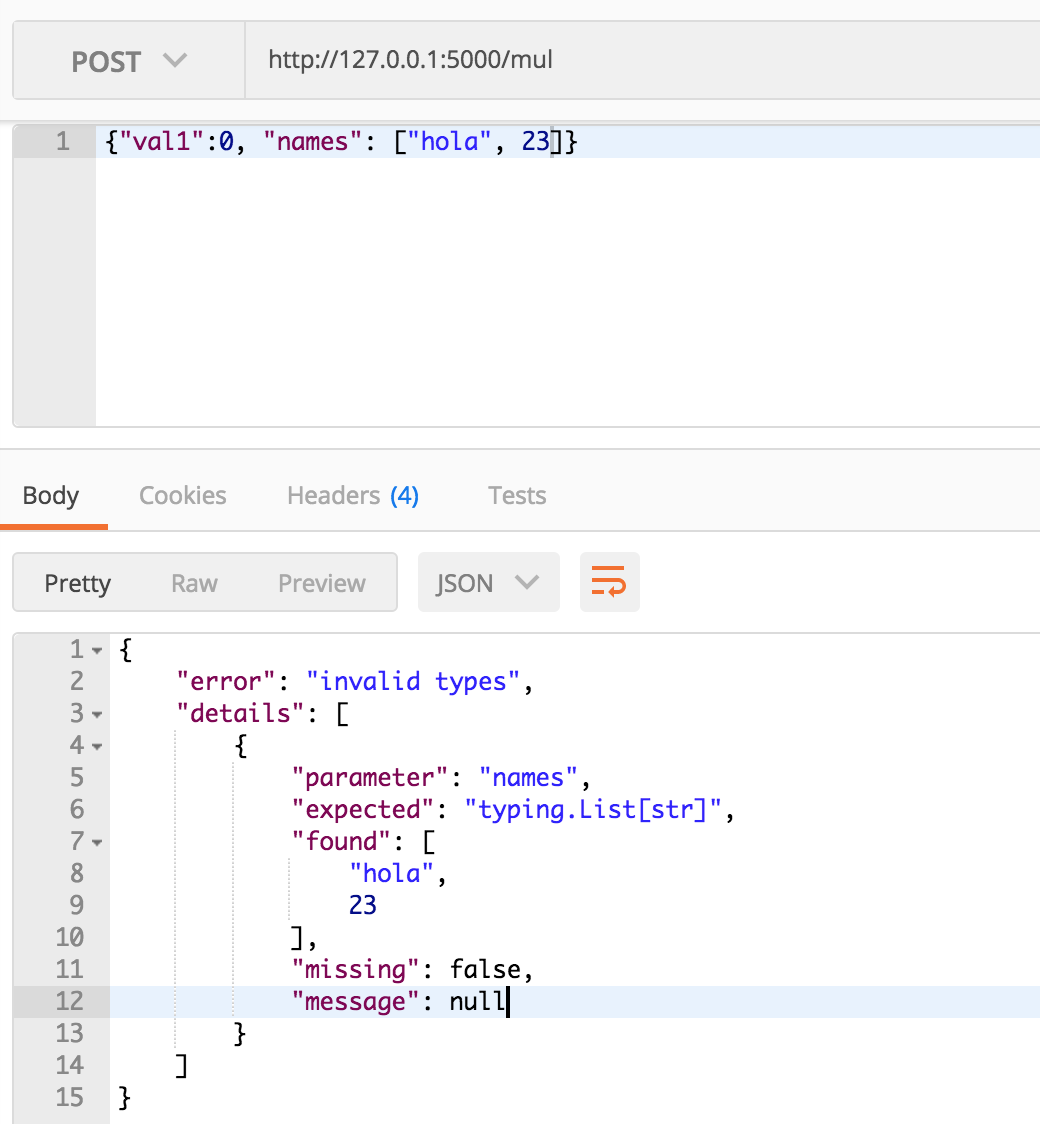 POST http://127.0.0.1:5000/mul
1 {"val1":0, "names": ["hola", 23]}
Body Cookies Headers (4) Tests
Pretty Raw Preview JSON
1 {
2 "error": "invalid types",
3 "details": [
4 {
5 "parameter": "names",
6 "expected": "typing.List[str]",
7 "found": [
8 "hola",
9 23
10 ],
11 "missing": false,
12 "message": null
13 }
14 ]
15 }